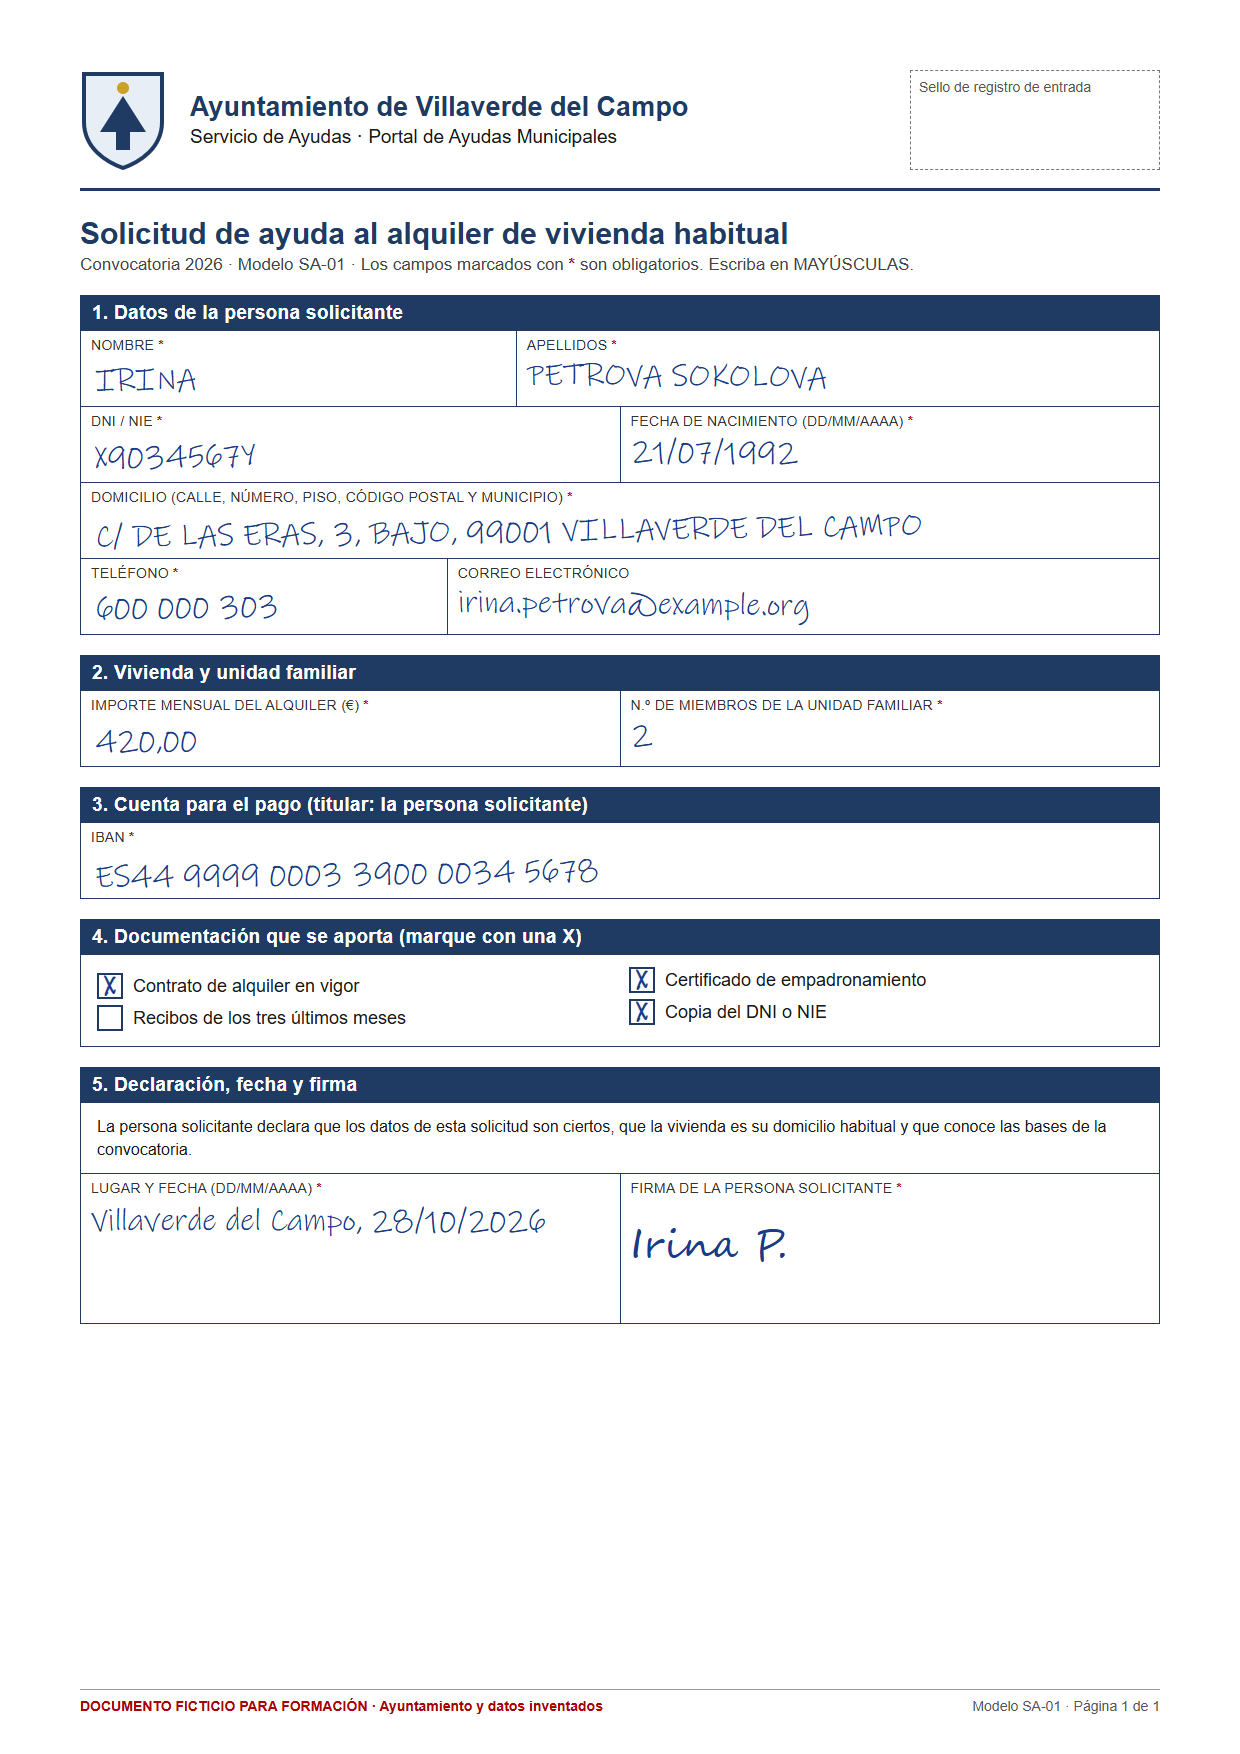 Ayuntamiento de Villaverde del Campo
Servicio de Ayudas · Portal de Ayudas Municipales
Sello de registro de entrada
Solicitud de ayuda al alquiler de vivienda habitual
Convocatoria 2026 · Modelo SA-01 · Los campos marcados con * son obligatorios. Escriba en MAYÚSCULAS.
1. Datos de la persona solicitante
NOMBRE *
IRINA
APELLIDOS *
PETROVA SOKOLOVA
DNI / NIE *
X9034567Y
FECHA DE NACIMIENTO (DD/MM/AAAA) *
21/07/1992
DOMICILIO (CALLE, NÚMERO, PISO, CÓDIGO POSTAL Y MUNICIPIO) *
C/ DE LAS ERAS, 3, BAJO, 99001 VILLAVERDE DEL CAMPO
TELÉFONO *
600 000 303
CORREO ELECTRÓNICO
irina.petrova@example.org
2. Vivienda y unidad familiar
IMPORTE MENSUAL DEL ALQUILER (€) *
420,00
N.º DE MIEMBROS DE LA UNIDAD FAMILIAR *
2
3. Cuenta para el pago (titular: la persona solicitante)
IBAN *
ES44 9999 0003 3900 0034 5678
4. Documentación que se aporta (marque con una X)
X Contrato de alquiler en vigor
X Certificado de empadronamiento
Recibos de los tres últimos meses
X Copia del DNI o NIE
5. Declaración, fecha y firma
La persona solicitante declara que los datos de esta solicitud son ciertos, que la vivienda es su domicilio habitual y que conoce las bases de la
convocatoria.
LUGAR Y FECHA (DD/MM/AAAA) *
Villaverde del Campo, 28/10/2026
FIRMA DE LA PERSONA SOLICITANTE *
Irina P.
DOCUMENTO FICTICIO PARA FORMACIÓN · Ayuntamiento y datos inventados
Modelo SA-01 · Página 1 de 1